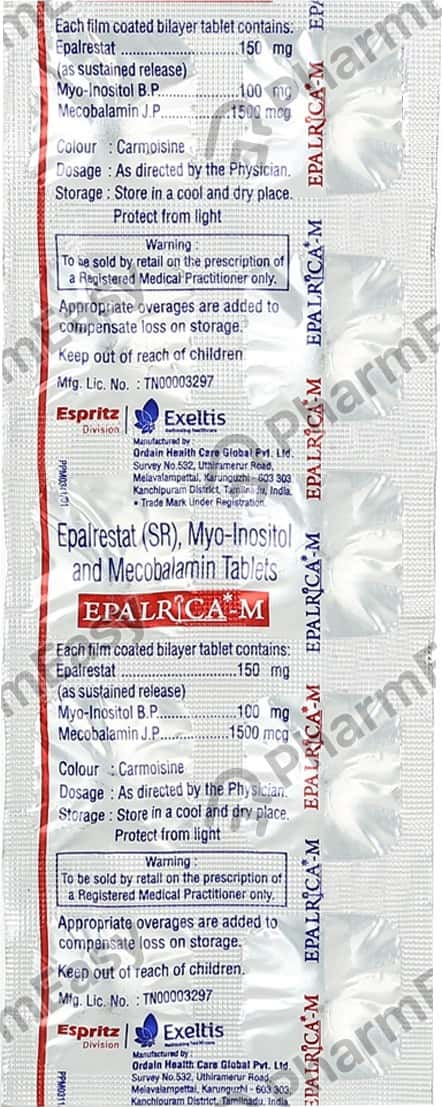 Each film coated bilayer tablet contains:
Epalrestat ........................150 mg
(as sustained release)
Myo-Inositol B.P..................100 mg
Mecobalamin J.P...............1500 mcg
Colour : Carmoisine
Dosage : As directed by the Physician.
Storage : Store in a cool and dry place.
Protect from light
Warning :
To be sold by retail on the prescription of
a Registered Medical Practitioner only.
Appropriate overages are added to
compensate loss on storage.
Keep out of reach of children
Mfg. Lic. No. : TN00003297
Espritz
Division
Exeltis
Rethinking healthcare
Manufactured by
Ordain Health Care Global Pvt. Ltd.
Survey No.532, Uthiramerur Road,
Melavalampettai, Karunguzhi - 603 303
Kanchipuram District, Tamilnadu, India.
* Trade Mark Under Registration
Epalrestat (SR), Myo-Inositol
and Mecobalamin Tablets
EPALRICA*-M
Each film coated bilayer tablet contains:
Epalrestat ........................150 mg
(as sustained release)
Myo-Inositol B.P..................100 mg
Mecobalamin J.P...............1500 mcg
Colour : Carmoisine
Dosage : As directed by the Physician.
Storage : Store in a cool and dry place.
Protect from light
Warning :
To be sold by retail on the prescription of
a Registered Medical Practitioner only.
Appropriate overages are added to
compensate loss on storage.
Keep out of reach of children.
Mfg. Lic. No. : TN00003297
Espritz
Division
Exeltis
Rethinking healthcare
Manufactured by :
Ordain Health Care Global Pvt. Ltd.
Survey No.532, Uthiramerur Road,
Melavalampettai, Karunguzhi - 603 303
Kanchipuram District, Tamilnadu, India.
EPALRICA*-M
EPALRICA*-M
EPALRICA*-M
EPALRICA*-M
EPALRICA*-M
EPALRICA*-M
EPALRICA*-M
PharmEasy